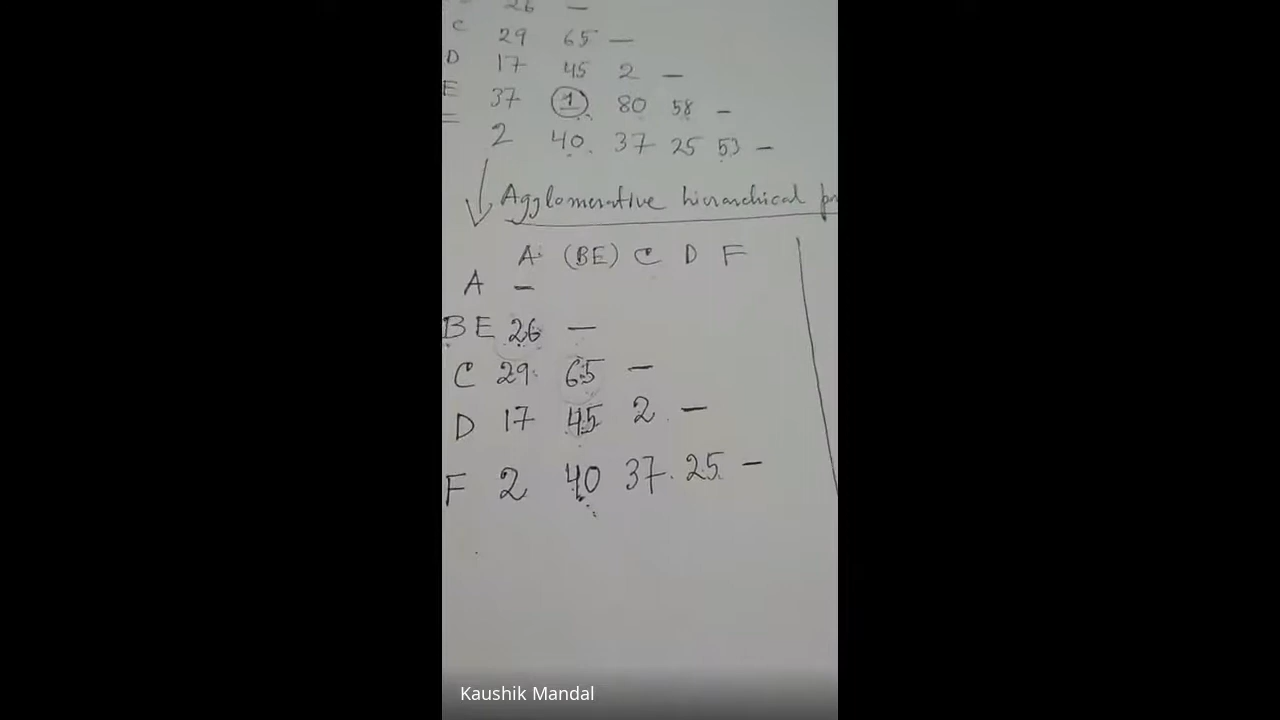 26 —
C 29 65 —
D 17 45 2 —
E 37 1 80 58 —
2 40 37 25 53 —
Agglomerative hierarchical
A (BE) C D F
A —
BE 26 —
C 29 65 —
D 17 45 2 —
F 2 40 37 25 —
Kaushik Mandal